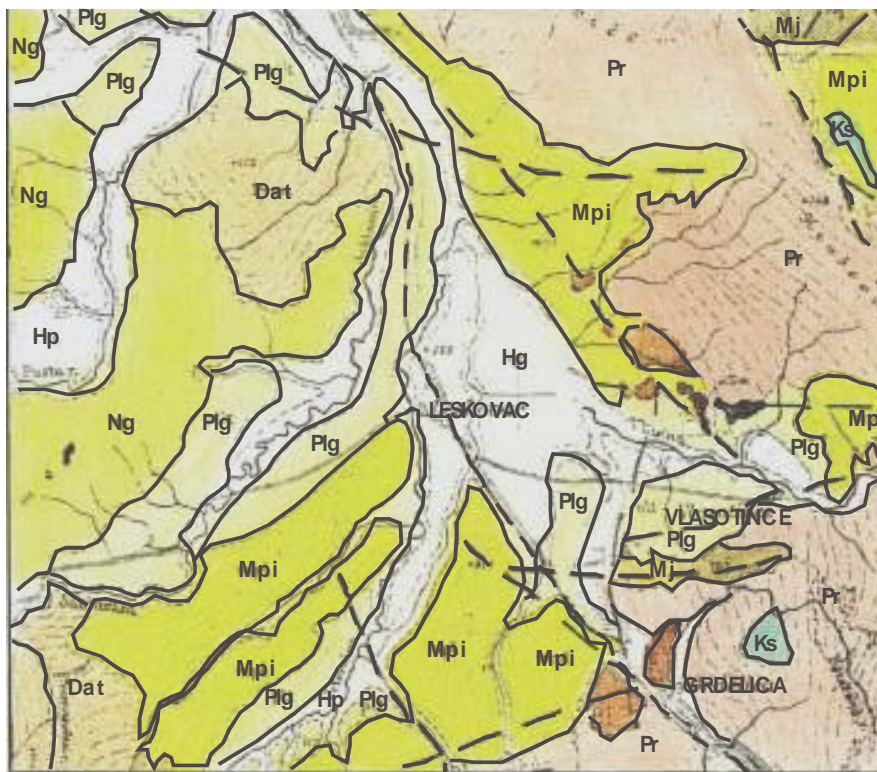 Plg
Mj
Ng
Plg
Plg
Pr
Mpi
Ks
Ng
Dat
Mpi
Pr
Hp
Hg
LESKOVAC
Ng
Plg
Plg
Plg
Mp
Plg
VLASOTINCE
Plg
Mpi
Mj
Pr
Ks
Mpi
Mpi
Mpi
Dat
Plg
Hp
Plg
GRDELICA
Pr